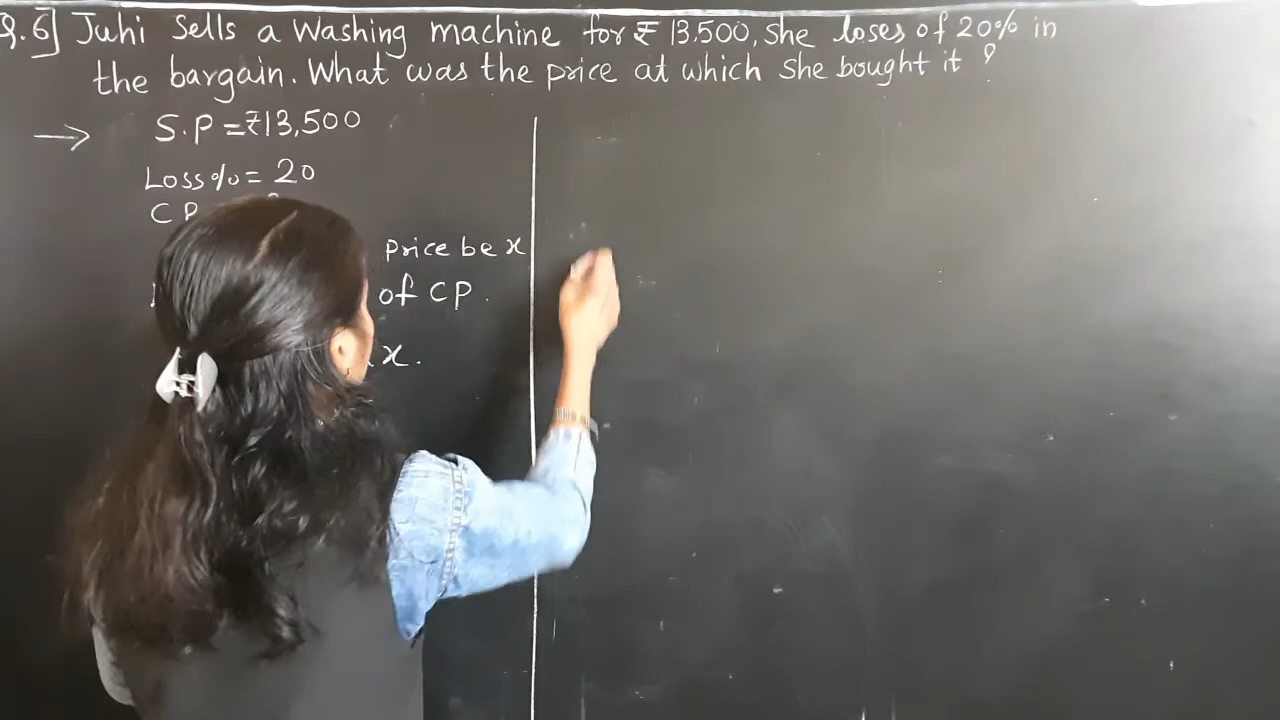 Q.6] Juhi Sells a Washing machine for ₹ 13,500, She loses of 20% in
the bargain. What was the price at which She bought it ?
→ S.P = ₹13,500
Loss% = 20
CP
Price be x
of CP.
x.